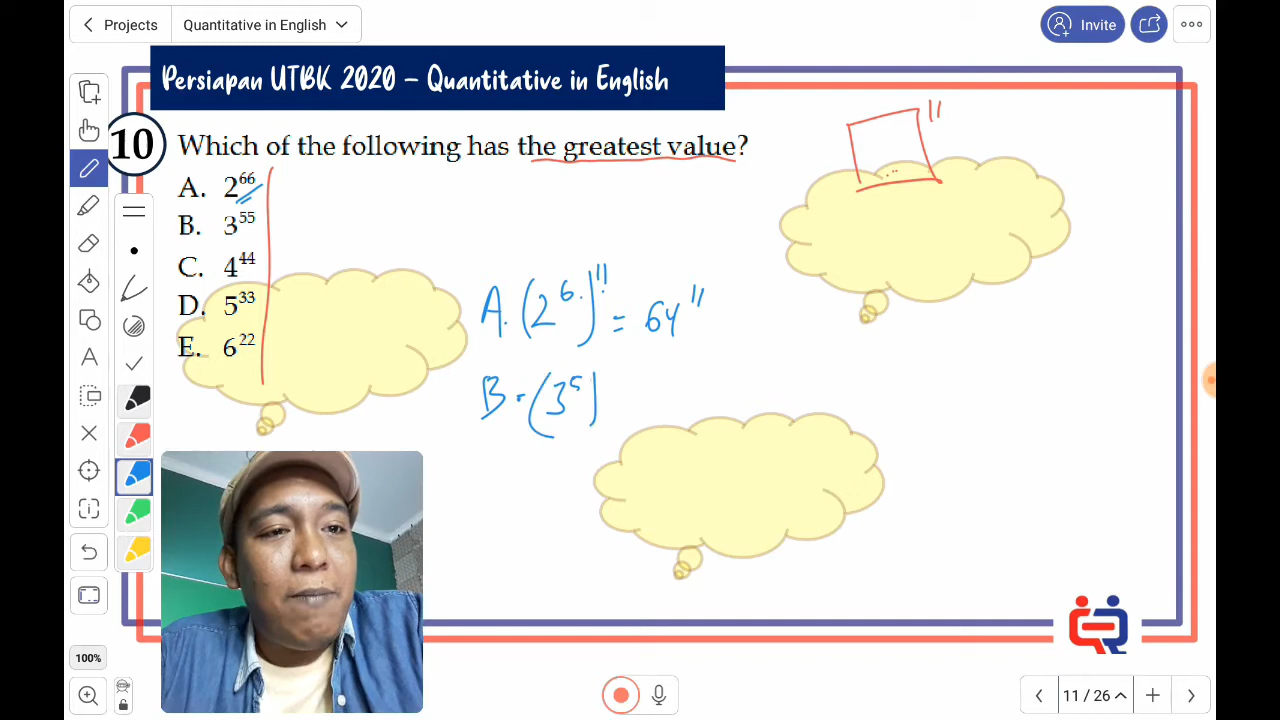 Projects
Quantitative in English
Invite
Persiapan UTBK 2020 – Quantitative in English
10
Which of the following has the greatest value?
A. 2^66
B. 3^55
C. 4^44
D. 5^33
E. 6^22
11
A. (2^6.)^11 = 64^11
B. (3^5)
A
100%
11 / 26